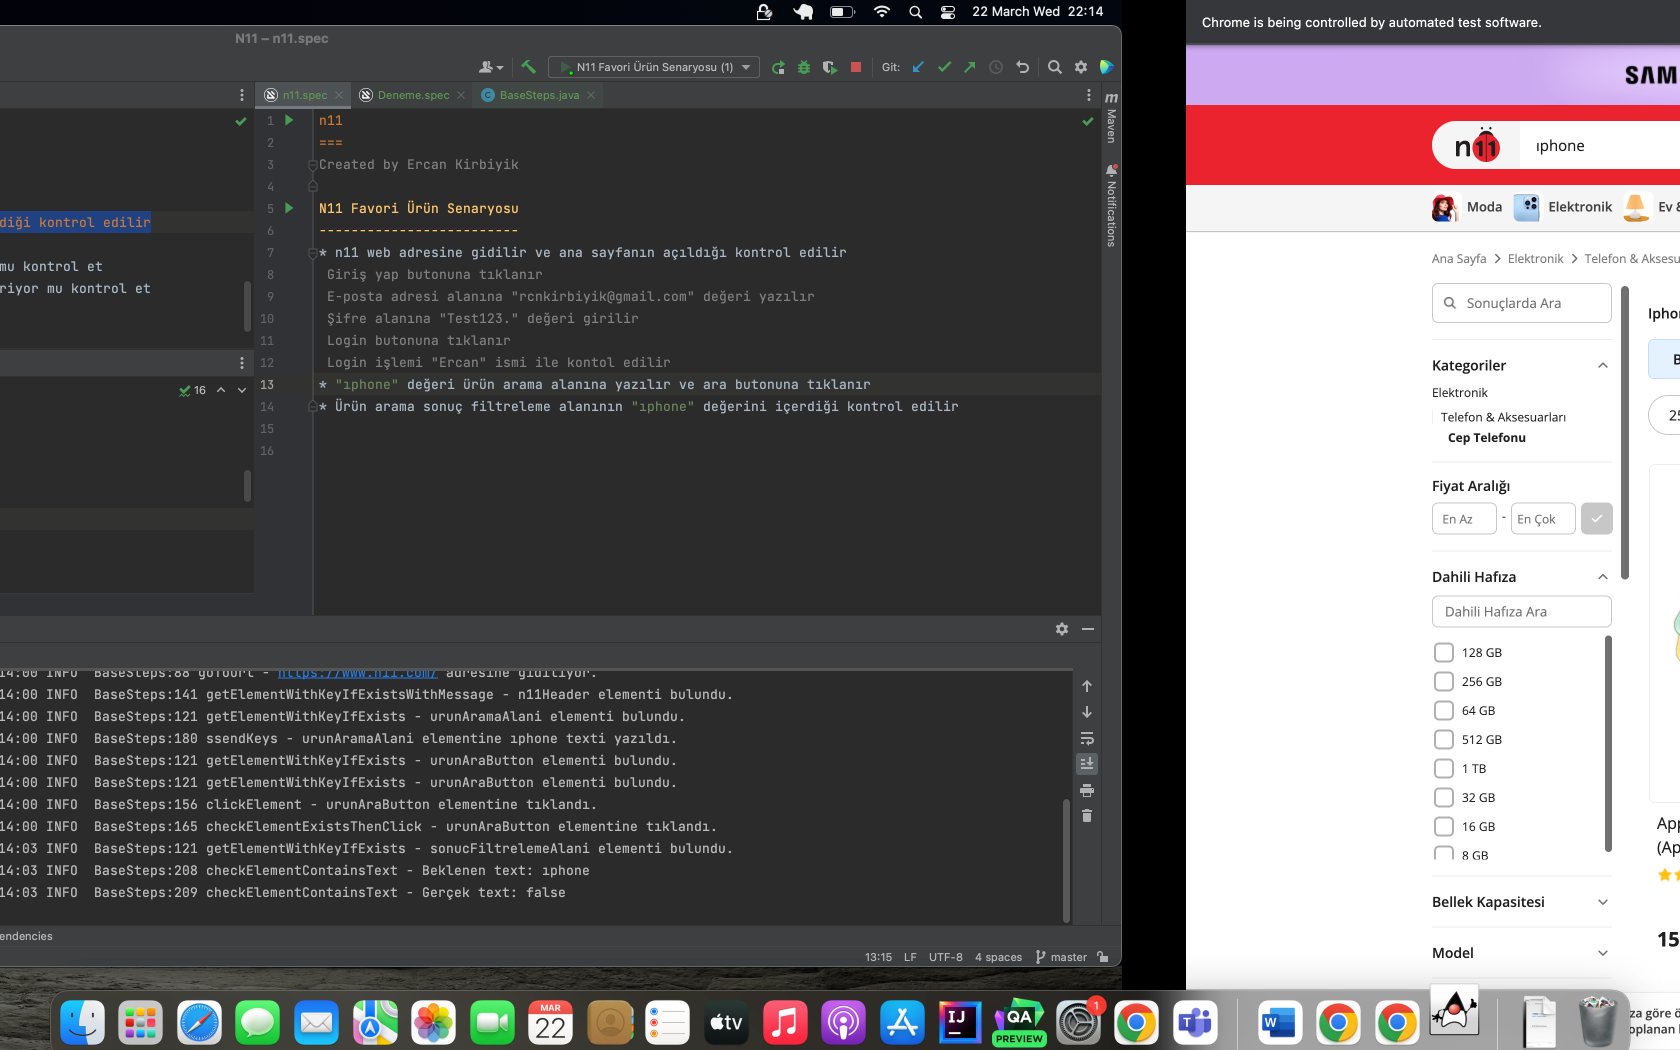 22 March Wed 22:14
N11 – n11.spec
N11 Favori Ürün Senaryosu (1)
Git:
n11.spec
Deneme.spec
BaseSteps.java
diği kontrol edilir
mu kontrol et
riyor mu kontrol et
16
1 n11
2 ===
3 Created by Ercan Kirbiyik
4
5 N11 Favori Ürün Senaryosu
6 -------------------------
7 * n11 web adresine gidilir ve ana sayfanın açıldığı kontrol edilir
8 Giriş yap butonuna tıklanır
9 E-posta adresi alanına "rcnkirbiyik@gmail.com" değeri yazılır
10 Şifre alanına "Test123." değeri girilir
11 Login butonuna tıklanır
12 Login işlemi "Ercan" ismi ile kontol edilir
13 * "ıphone" değeri ürün arama alanına yazılır ve ara butonuna tıklanır
14 * Ürün arama sonuç filtreleme alanının "ıphone" değerini içerdiği kontrol edilir
15
16
m
Maven
Notifications
14:00 INFO BaseSteps:88 goToUrl - https://www.n11.com/ adresine gidiliyor.
14:00 INFO BaseSteps:141 getElementWithKeyIfExistsWithMessage - n11Header elementi bulundu.
14:00 INFO BaseSteps:121 getElementWithKeyIfExists - urunAramaAlani elementi bulundu.
14:00 INFO BaseSteps:180 ssendKeys - urunAramaAlani elementine ıphone texti yazıldı.
14:00 INFO BaseSteps:121 getElementWithKeyIfExists - urunAraButton elementi bulundu.
14:00 INFO BaseSteps:121 getElementWithKeyIfExists - urunAraButton elementi bulundu.
14:00 INFO BaseSteps:156 clickElement - urunAraButton elementine tıklandı.
14:00 INFO BaseSteps:165 checkElementExistsThenClick - urunAraButton elementine tıklandı.
14:03 INFO BaseSteps:121 getElementWithKeyIfExists - sonucFiltrelemeAlani elementi bulundu.
14:03 INFO BaseSteps:208 checkElementContainsText - Beklenen text: ıphone
14:03 INFO BaseSteps:209 checkElementContainsText - Gerçek text: false
endencies
13:15 LF UTF-8 4 spaces master
Chrome is being controlled by automated test software.
SAM
n11
ıphone
Moda
Elektronik
Ev &
Ana Sayfa > Elektronik > Telefon & Aksesu
Sonuçlarda Ara
Ipho
Kategoriler
B
Elektronik
Telefon & Aksesuarları
25
Cep Telefonu
Fiyat Aralığı
En Az - En Çok
Dahili Hafıza
Dahili Hafıza Ara
128 GB
256 GB
64 GB
512 GB
1 TB
32 GB
16 GB
8 GB
App
(Ap
Bellek Kapasitesi
15
Model
MAR
22
tv
IJ
QA
PREVIEW
1
T
W
za göre ö
oplanan